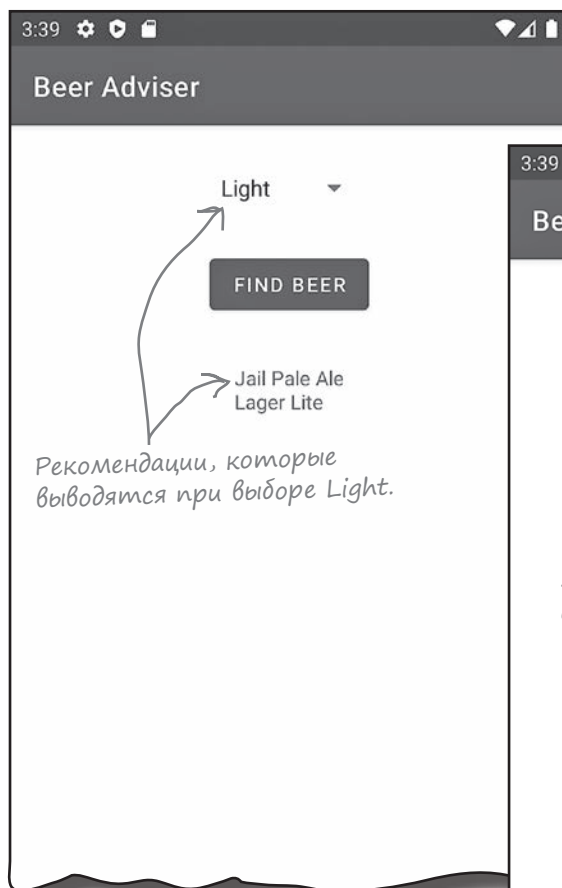 3:39
Beer Adviser
3:39
Be
Light
FIND BEER
Jail Pale Ale
Lager Lite
Рекомендации, которые
выводятся при выборе Light.